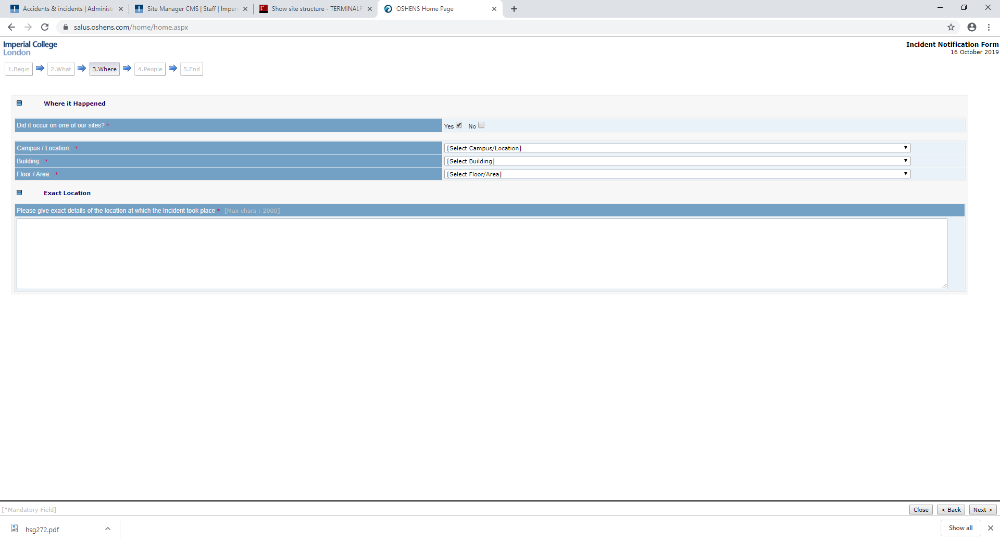 Accidents & incidents | Administr
Site Manager CMS | Staff | Imperi
Show site structure - TERMINALF
OSHENS Home Page
salus.oshens.com/home/home.aspx
Imperial College
London
Incident Notification Form
16 October 2019
1.Begin
2.What
3.Where
4.People
5.End
Where it Happened
Did it occur on one of our sites? *
Yes
No
Campus / Location: *
[Select Campus/Location]
Building: *
[Select Building]
Floor / Area: *
[Select Floor/Area]
Exact Location
Please give exact details of the location at which the Incident took place * [Max chars : 2000]
[*Mandatory Field]
Close
< Back
Next >
hsg272.pdf
Show all